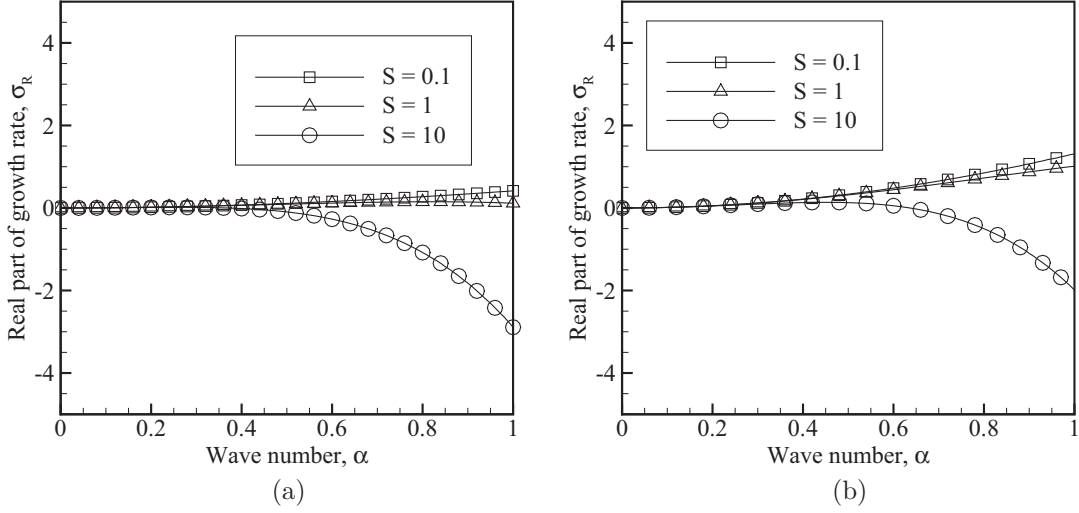 4
2
0
-2
-4
Real part of growth rate, σR
S = 0.1
S = 1
S = 10
0
0.2
0.4
0.6
0.8
1
Wave number, α
(a)
4
2
0
-2
-4
Real part of growth rate, σR
S = 0.1
S = 1
S = 10
0
0.2
0.4
0.6
0.8
1
Wave number, α
(b)